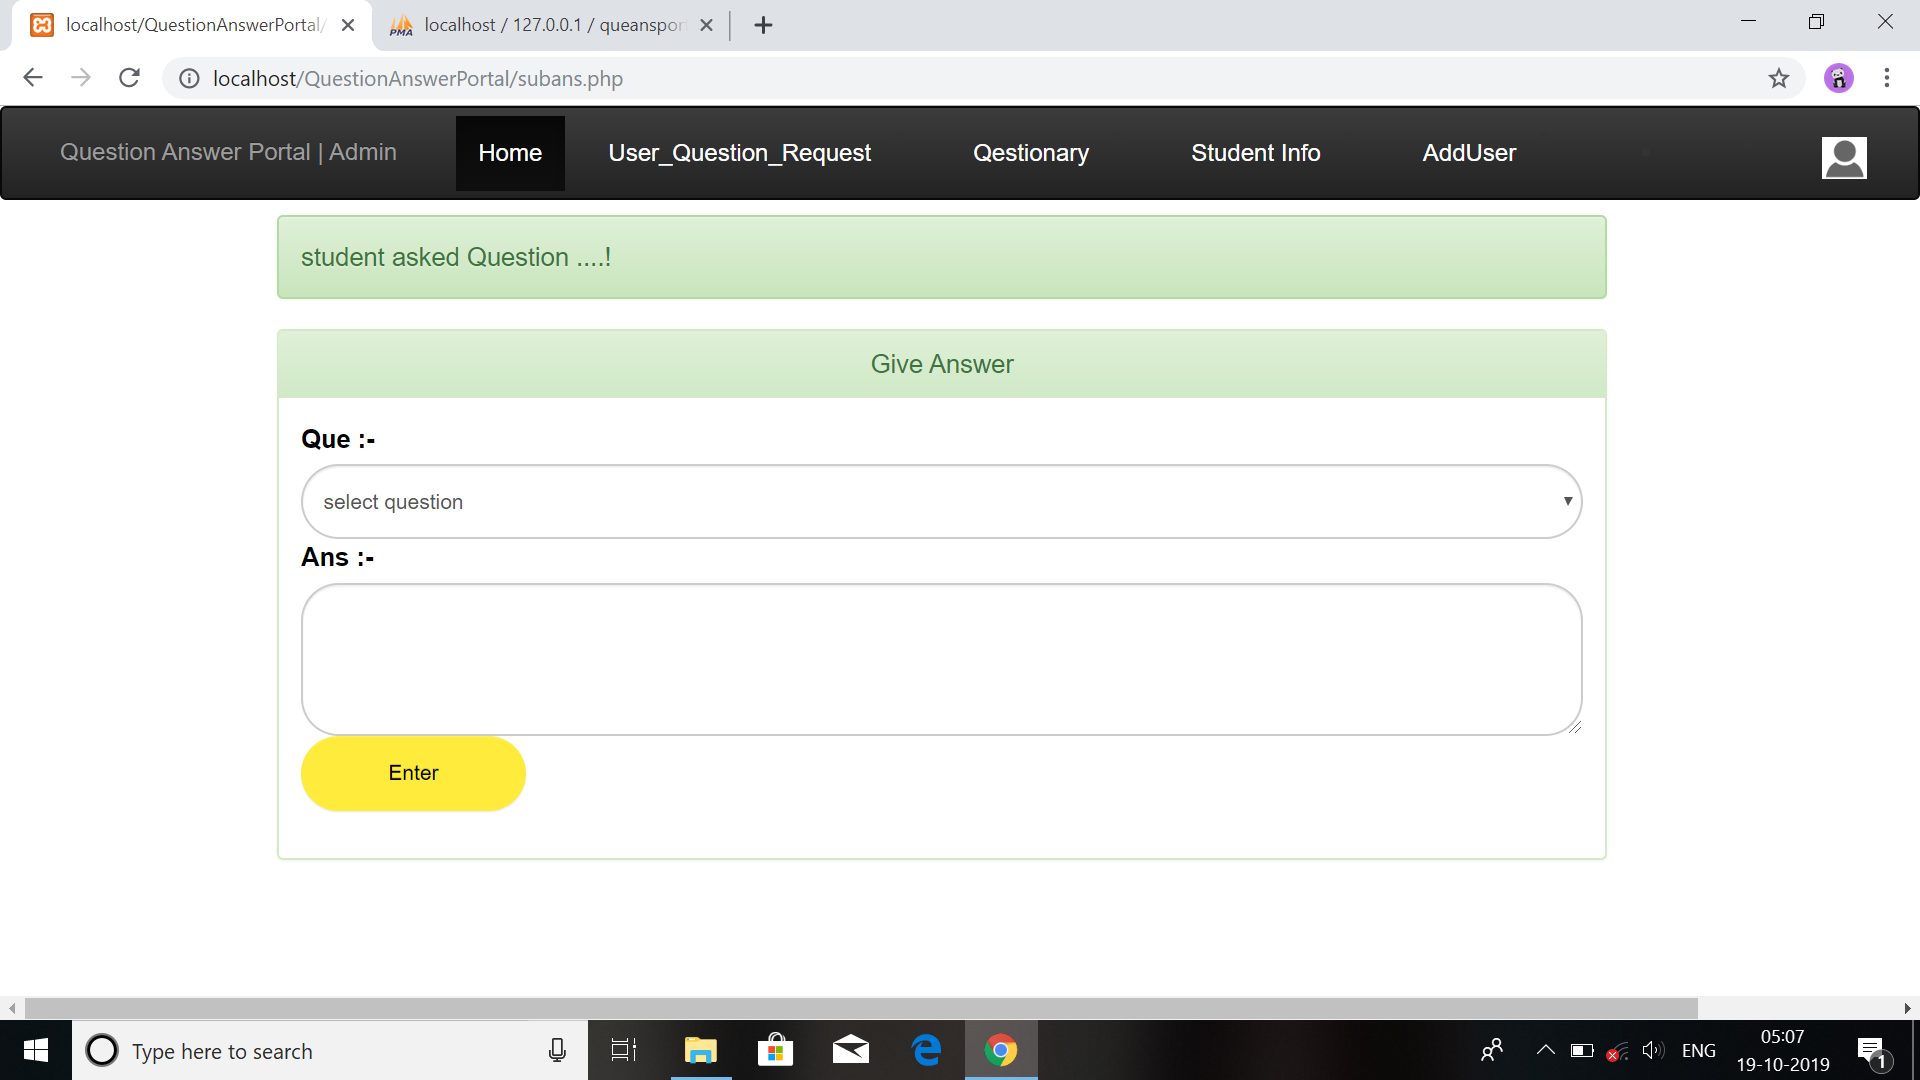 localhost/QuestionAnswerPortal/
PMA localhost / 127.0.0.1 / queanspor
localhost/QuestionAnswerPortal/subans.php
Question Answer Portal | Admin
Home
User_Question_Request
Qestionary
Student Info
AddUser
student asked Question ....!
Give Answer
Que :-
select question
Ans :-
Enter
Type here to search
ENG
05:07
19-10-2019
1